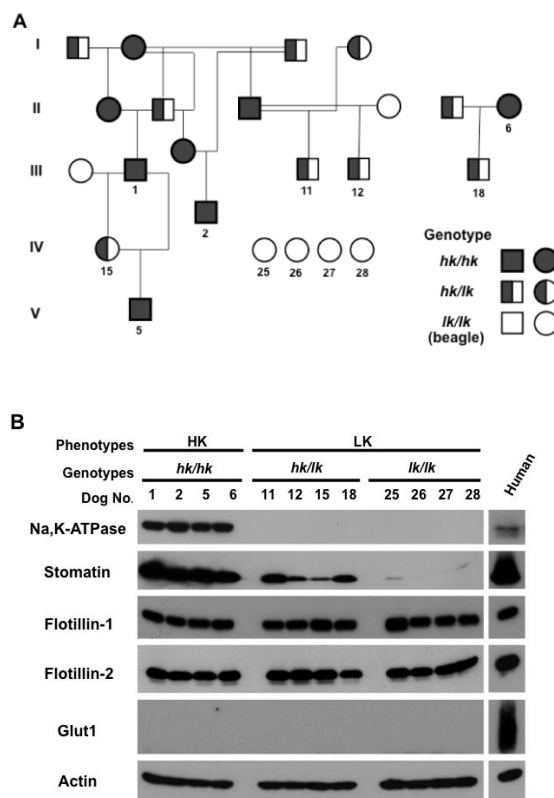 A
I
II
6
III
1
11
12
18
2
IV
15
25 26 27 28
V
5
Genotype
hk/hk
hk/lk
lk/lk
(beagle)
B
Phenotypes HK LK
Genotypes hk/hk hk/lk lk/lk Human
Dog No. 1 2 5 6 11 12 15 18 25 26 27 28
Na,K-ATPase
Stomatin
Flotillin-1
Flotillin-2
Glut1
Actin